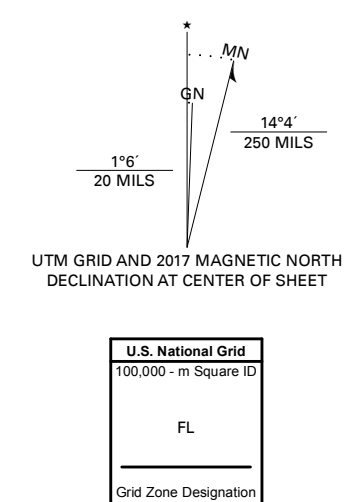 ★
MN
GN
14°4´
250 MILS
1°6´
20 MILS
UTM GRID AND 2017 MAGNETIC NORTH
DECLINATION AT CENTER OF SHEET
U.S. National Grid
100,000 - m Square ID
FL
Grid Zone Designation